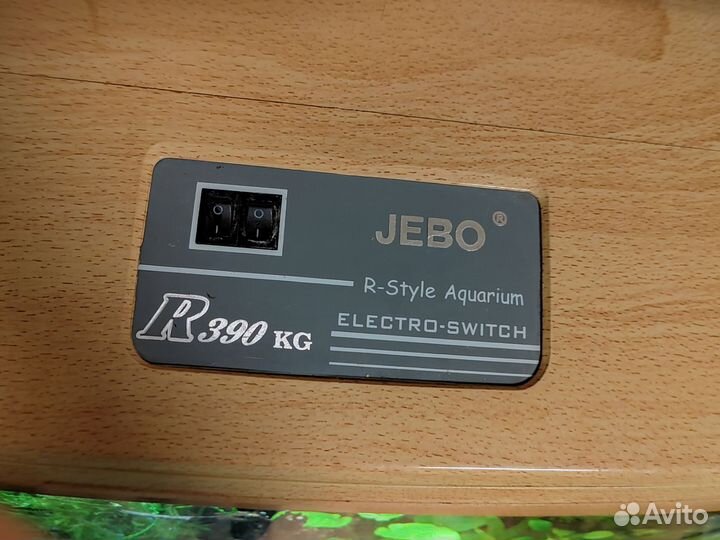 JEBO®
R-Style Aquarium
R390 KG
ELECTRO-SWITCH
Avito